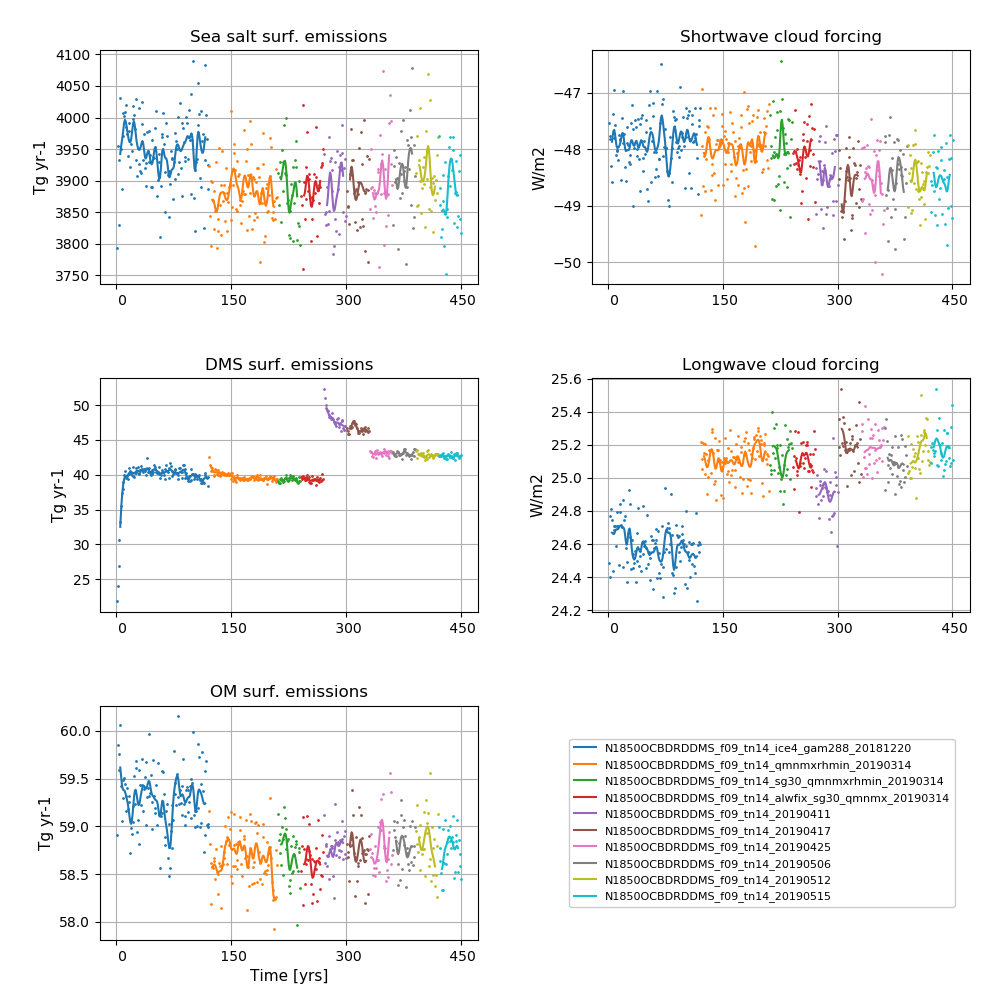 Sea salt surf. emissions
Shortwave cloud forcing
4100
4050
4000
3950
3900
3850
3800
3750
Tg yr-1
0 150 300 450
−47
−48
−49
−50
W/m2
0 150 300 450
DMS surf. emissions
Longwave cloud forcing
50
45
40
35
30
25
Tg yr-1
0 150 300 450
25.6
25.4
25.2
25.0
24.8
24.6
24.4
24.2
W/m2
0 150 300 450
OM surf. emissions
60.0
59.5
59.0
58.5
58.0
Tg yr-1
0 150 300 450
Time [yrs]
N1850OCBDRDDMS_f09_tn14_ice4_gam288_20181220
N1850OCBDRDDMS_f09_tn14_qmnmxrhmin_20190314
N1850OCBDRDDMS_f09_tn14_sg30_qmnmxrhmin_20190314
N1850OCBDRDDMS_f09_tn14_alwfix_sg30_qmnmx_20190314
N1850OCBDRDDMS_f09_tn14_20190411
N1850OCBDRDDMS_f09_tn14_20190417
N1850OCBDRDDMS_f09_tn14_20190425
N1850OCBDRDDMS_f09_tn14_20190506
N1850OCBDRDDMS_f09_tn14_20190512
N1850OCBDRDDMS_f09_tn14_20190515